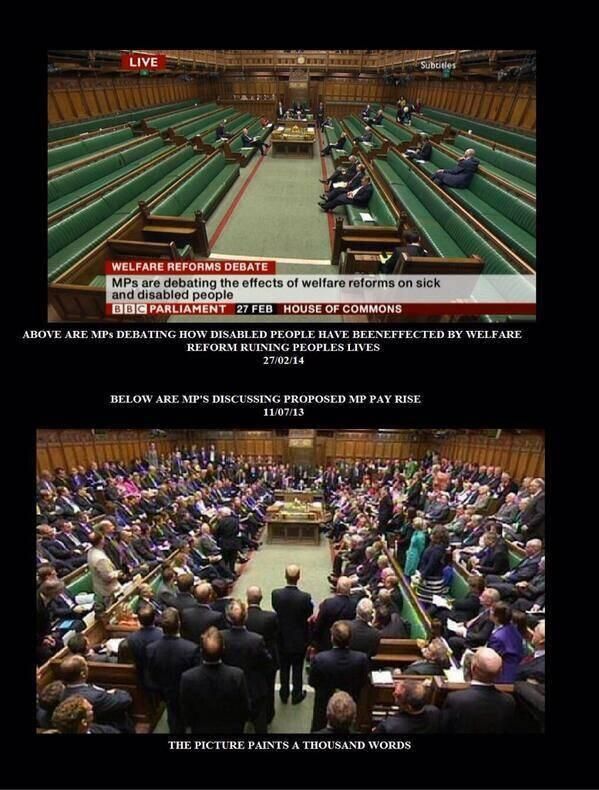 LIVE
Subtitles
WELFARE REFORMS DEBATE
MPs are debating the effects of welfare reforms on sick
and disabled people
BBC PARLIAMENT 27 FEB HOUSE OF COMMONS
ABOVE ARE MPs DEBATING HOW DISABLED PEOPLE HAVE BEENEFFECTED BY WELFARE
REFORM RUINING PEOPLES LIVES
27/02/14
BELOW ARE MP'S DISCUSSING PROPOSED MP PAY RISE
11/07/13
THE PICTURE PAINTS A THOUSAND WORDS